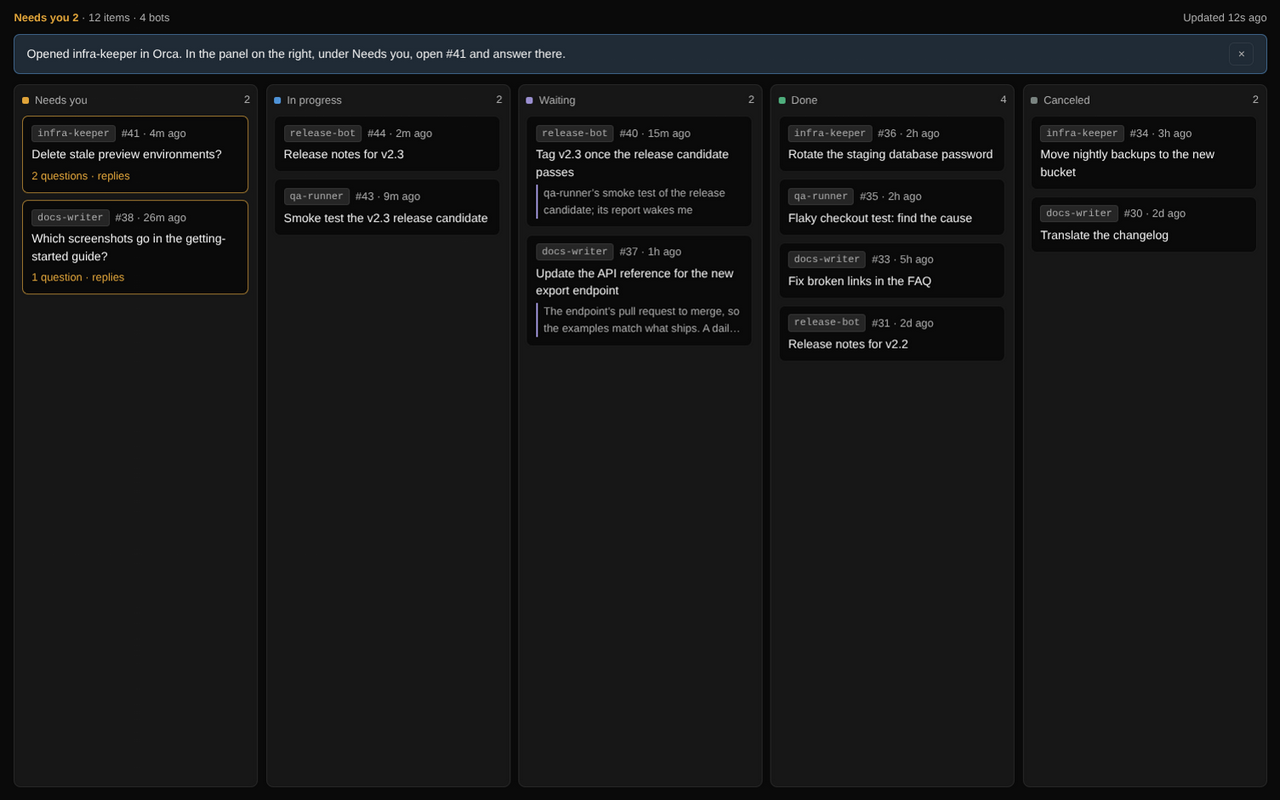 Needs you 2 · 12 items · 4 bots
Updated 12s ago
Opened infra-keeper in Orca. In the panel on the right, under Needs you, open #41 and answer there.
×
Needs you 2
infra-keeper #41 · 4m ago
Delete stale preview environments?
2 questions · replies
docs-writer #38 · 26m ago
Which screenshots go in the getting-
started guide?
1 question · replies
In progress 2
release-bot #44 · 2m ago
Release notes for v2.3
qa-runner #43 · 9m ago
Smoke test the v2.3 release candidate
Waiting 2
release-bot #40 · 15m ago
Tag v2.3 once the release candidate
passes
qa-runner’s smoke test of the release
candidate; its report wakes me
docs-writer #37 · 1h ago
Update the API reference for the new
export endpoint
The endpoint’s pull request to merge, so
the examples match what ships. A dail…
Done 4
infra-keeper #36 · 2h ago
Rotate the staging database password
qa-runner #35 · 2h ago
Flaky checkout test: find the cause
docs-writer #33 · 5h ago
Fix broken links in the FAQ
release-bot #31 · 2d ago
Release notes for v2.2
Canceled 2
infra-keeper #34 · 3h ago
Move nightly backups to the new
bucket
docs-writer #30 · 2d ago
Translate the changelog